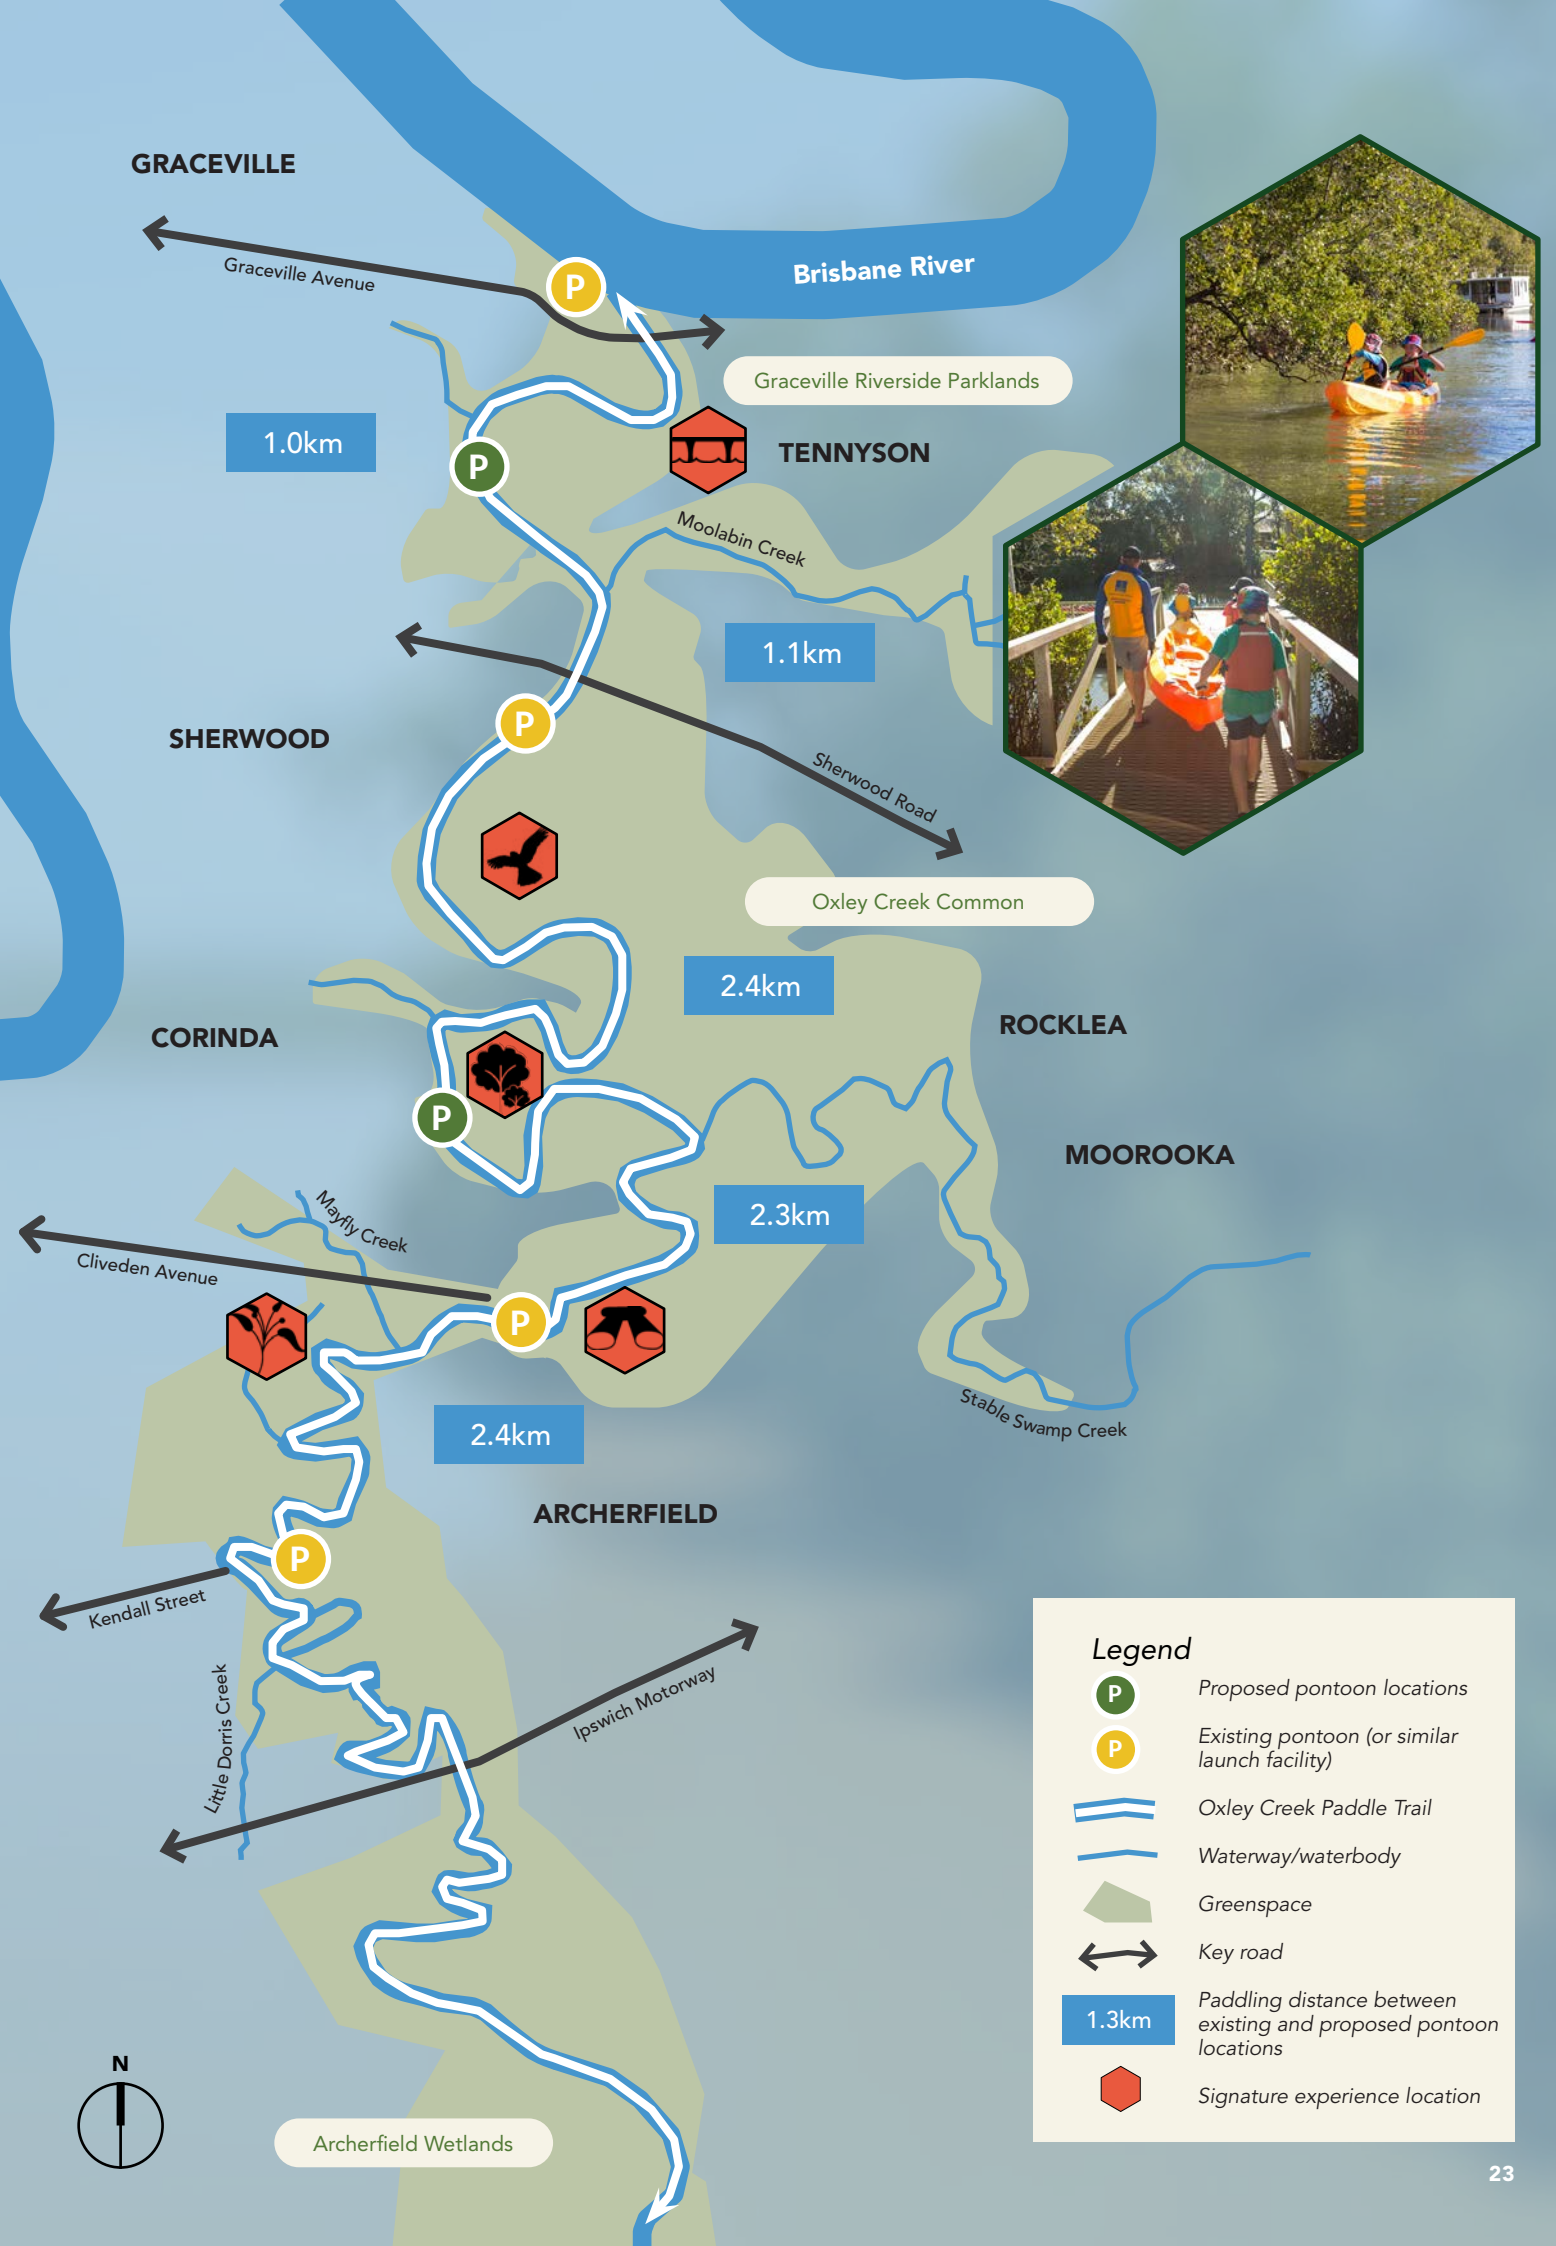 GRACEVILLE
Graceville Avenue
P
Brisbane River
Graceville Riverside Parklands
1.0km
P
TENNYSON
Moolabin Creek
1.1km
P
SHERWOOD
Sherwood Road
Oxley Creek Common
2.4km
CORINDA
ROCKLEA
P
MOOROOKA
2.3km
Mayfly Creek
Cliveden Avenue
P
Stable Swamp Creek
2.4km
ARCHERFIELD
P
Kendall Street
Little Dorris Creek
Ipswich Motorway
Legend
P
Proposed pontoon locations
P
Existing pontoon (or similar
launch facility)
Oxley Creek Paddle Trail
Waterway/waterbody
Greenspace
Key road
1.3km
Paddling distance between
existing and proposed pontoon
locations
Signature experience location
N
Archerfield Wetlands
23